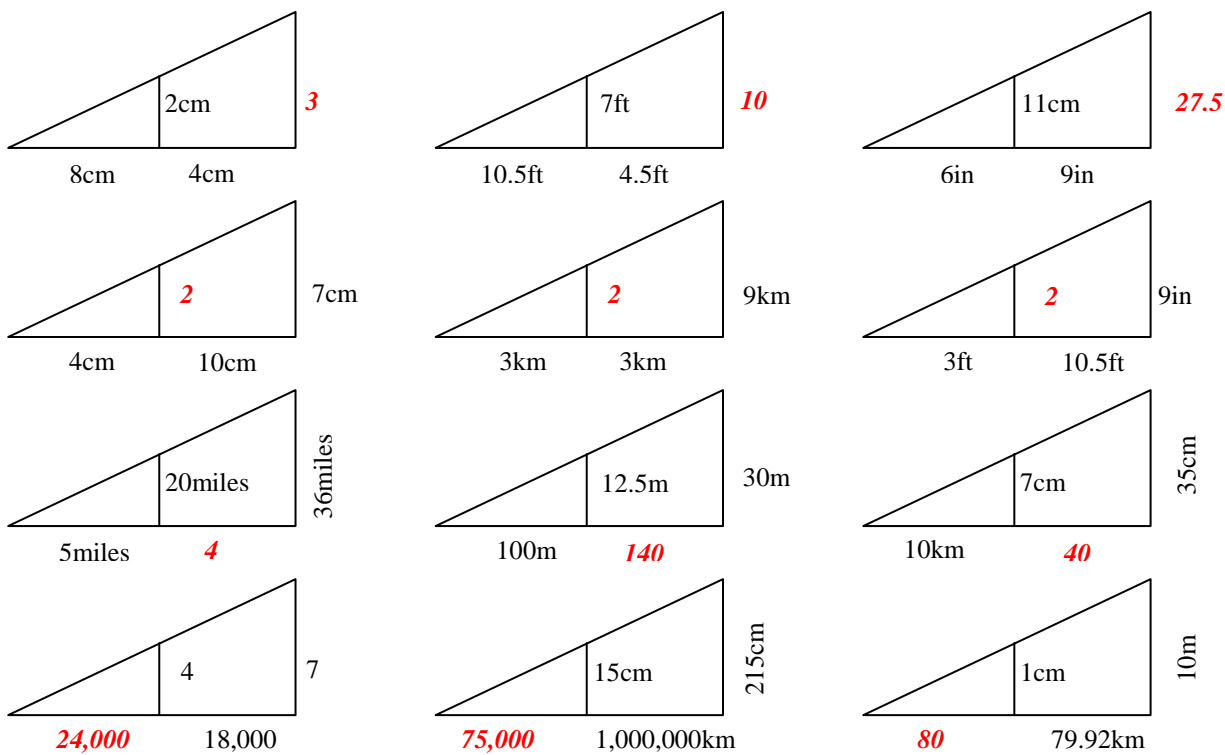 2cm 3
8cm 4cm
7ft 10
10.5ft 4.5ft
11cm 27.5
6in 9in
2 7cm
4cm 10cm
2 9km
3km 3km
2 9in
3ft 10.5ft
20miles 36miles
5miles 4
12.5m 30m
100m 140
7cm 35cm
10km 40
4 7
24,000 18,000
15cm 215cm
75,000 1,000,000km
1cm 10m
80 79.92km